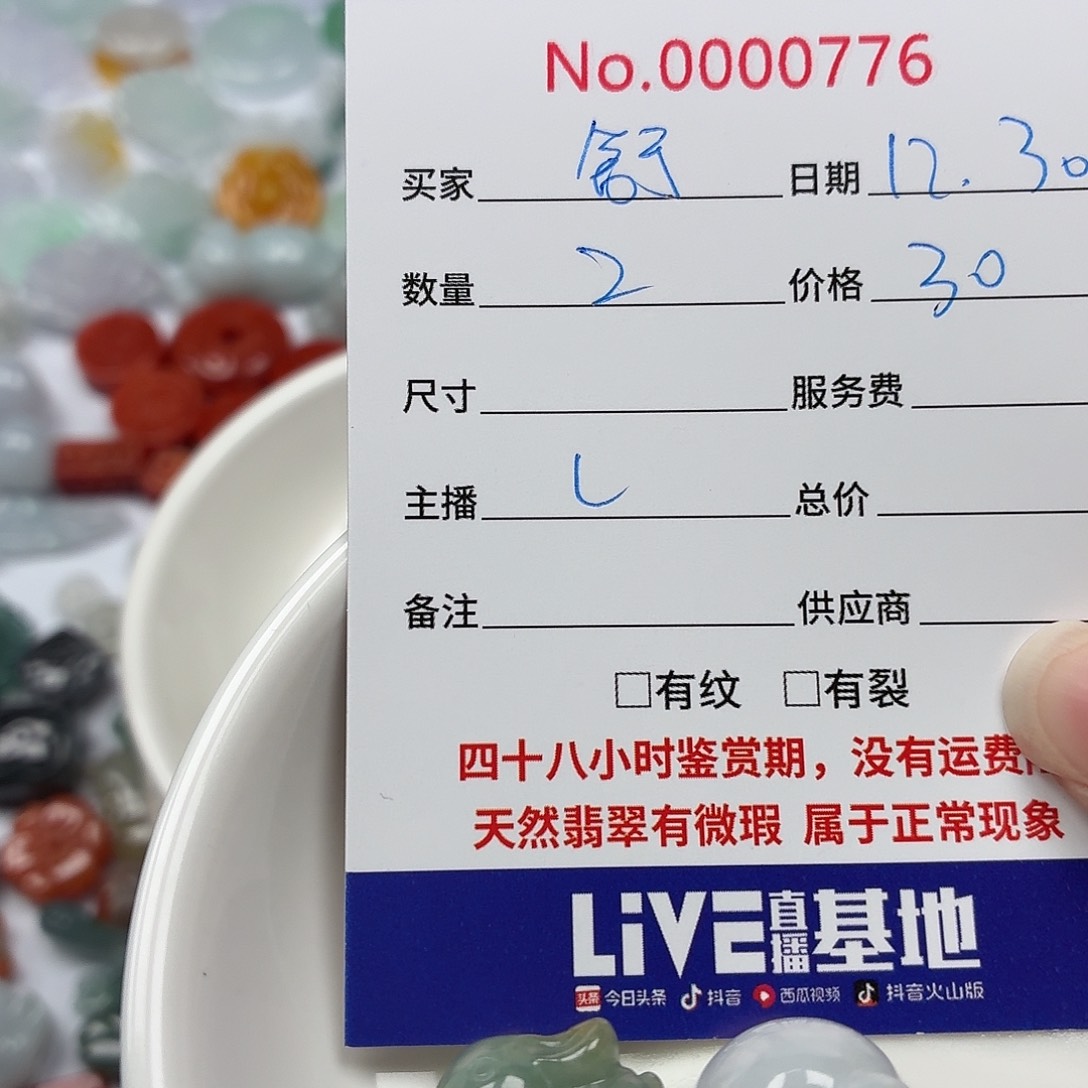 No.0000776
买家 舒 日期 12.30
数量 2 价格 30
尺寸 服务费
主播 L 总价
备注 供应商
□有纹 □有裂
四十八小时鉴赏期，没有运费
天然翡翠有微瑕 属于正常现象
LiVE直播基地
头条 今日头条 抖音 西瓜视频 抖音火山版